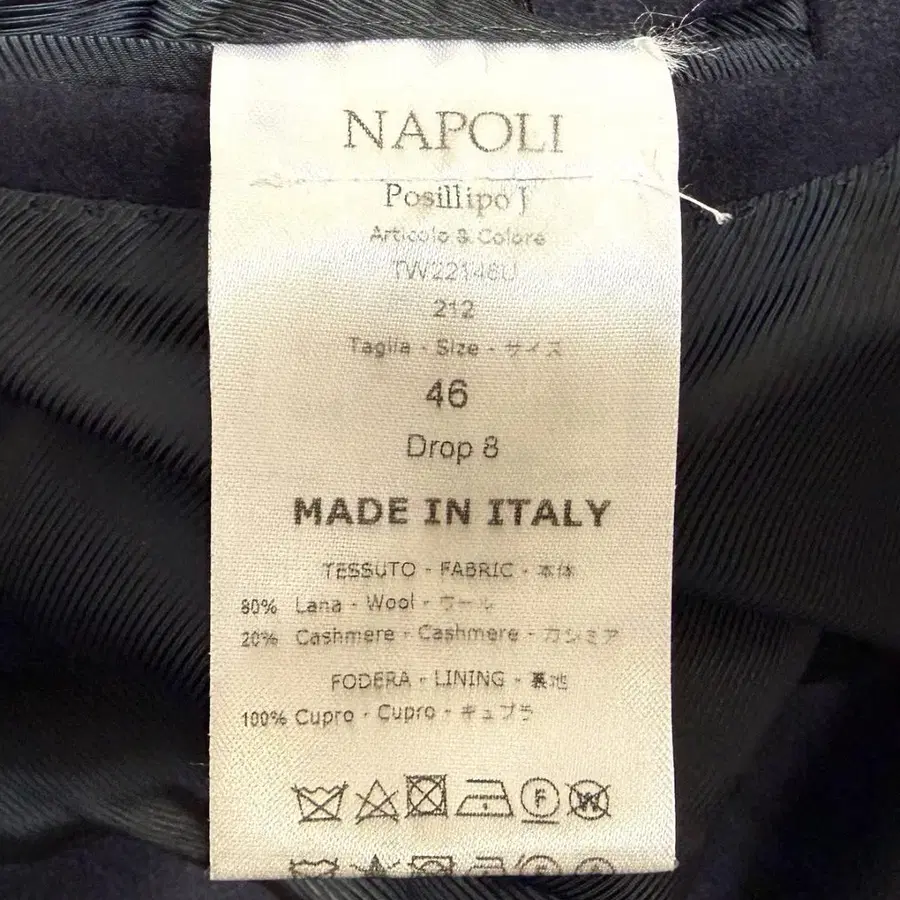 NAPOLI
Posillipo J
Articolo & Colore
TW22146U
212
Taglia - Size - サイズ
46
Drop 8
MADE IN ITALY
TESSUTO - FABRIC - 本体
80% Lana - Wool - ウール
20% Cashmere - Cashmere - カシミア
FODERA - LINING - 裏地
100% Cupro - Cupro - キュプラ
F W